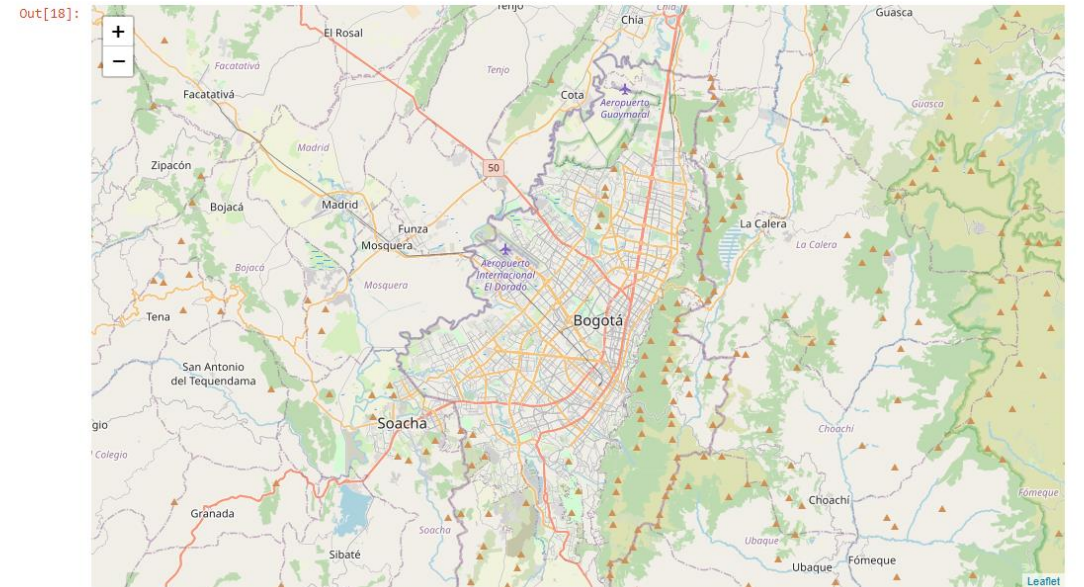 Out[18]:
+
−
Tenjo
Chía
Chía
Guasca
El Rosal
Facatativá
Tenjo
Facatativá
Cota
Aeropuerto
Guaymaral
Guasca
Madrid
Zipacón
50
Bojacá
Madrid
Funza
La Calera
Mosquera
La Calera
Bojacá
Aeropuerto
Internacional
El Dorado
Mosquera
Tena
Bogotá
San Antonio
del Tequendama
Soacha
gio
Choachí
l Colegio
Fómeque
Granada
Choachí
Soacha
Sibaté
Ubaque
Ubaque
Fómeque
Leaflet